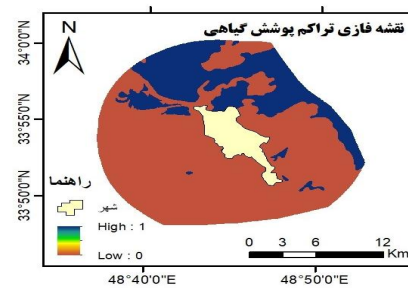 نقشه فازی تراکم پوشش گیاهی
N
34°0'0"N
33°55'0"N
33°50'0"N
راهنما
شهر
High : 1
Low : 0
0 3 6 12
Km
48°40'0"E 48°50'0"E